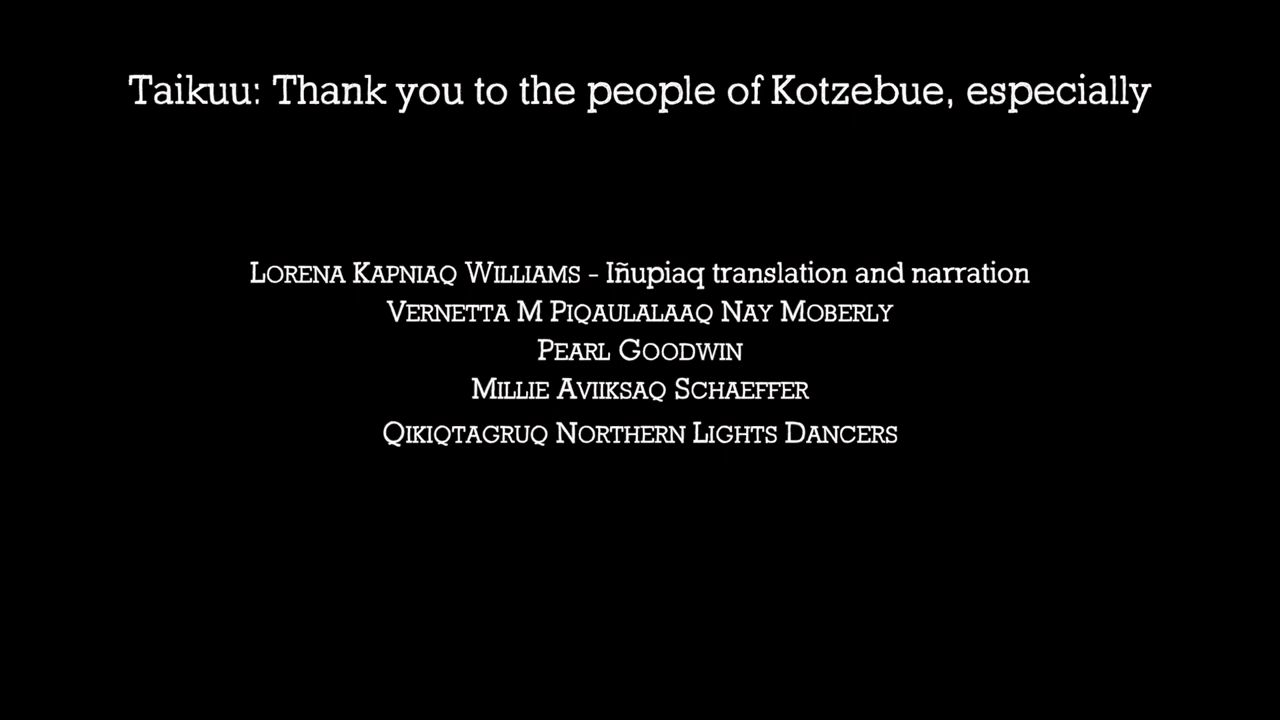 Taikuu: Thank you to the people of Kotzebue, especially
Lorena Kapniaq Williams - Iñupiaq translation and narration
Vernetta M Piqaulalaaq Nay Moberly
Pearl Goodwin
Millie Aviiksaq Schaeffer
Qikiqtagruq Northern Lights Dancers